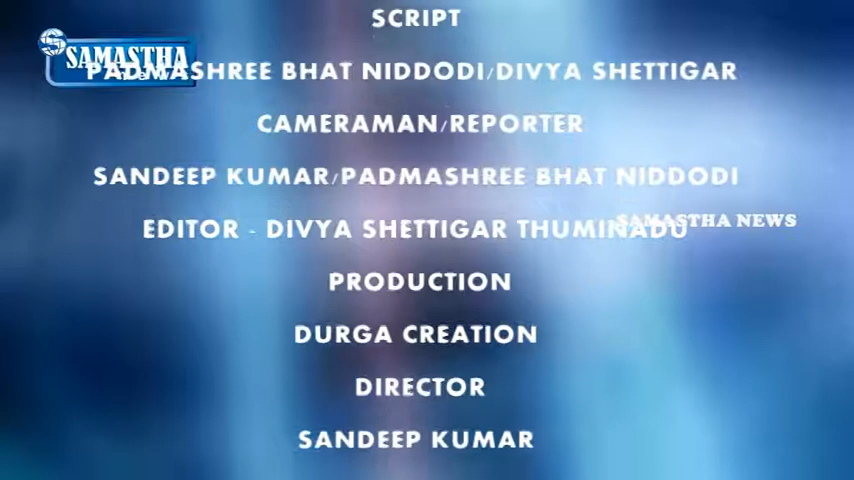 SCRIPT
SAMASTHA
news
PADMASHREE BHAT NIDDODI/DIVYA SHETTIGAR
CAMERAMAN/REPORTER
SANDEEP KUMAR/PADMASHREE BHAT NIDDODI
SAMASTHA NEWS
EDITOR - DIVYA SHETTIGAR THUMINADU
PRODUCTION
DURGA CREATION
DIRECTOR
SANDEEP KUMAR